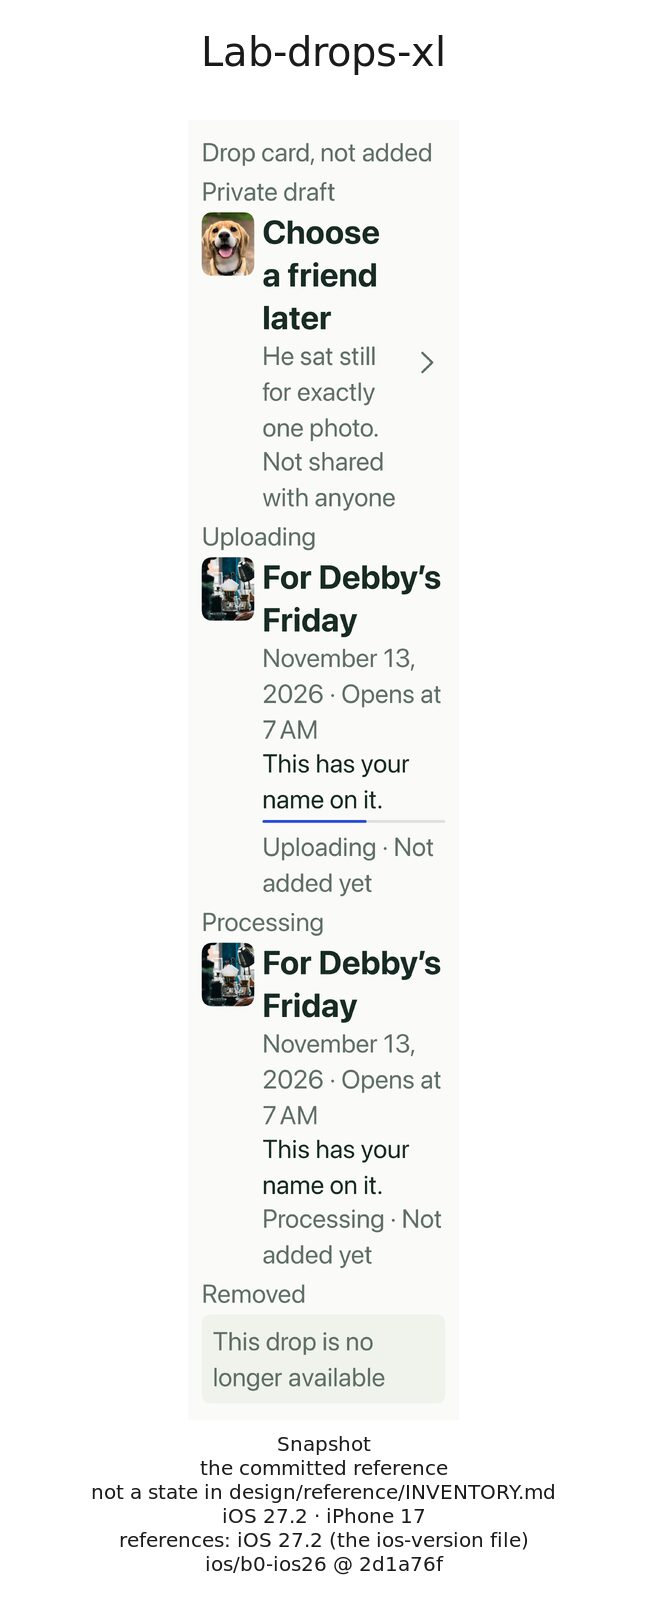 Lab-drops-xl
Drop card, not added
Private draft
Choose
a friend
later
He sat still
for exactly
one photo.
Not shared
with anyone
Uploading
For Debby’s
Friday
November 13,
2026 · Opens at
7 AM
This has your
name on it.
Uploading · Not
added yet
Processing
For Debby’s
Friday
November 13,
2026 · Opens at
7 AM
This has your
name on it.
Processing · Not
added yet
Removed
This drop is no
longer available
Snapshot
the committed reference
not a state in design/reference/INVENTORY.md
iOS 27.2 · iPhone 17
references: iOS 27.2 (the ios-version file)
ios/b0-ios26 @ 2d1a76f